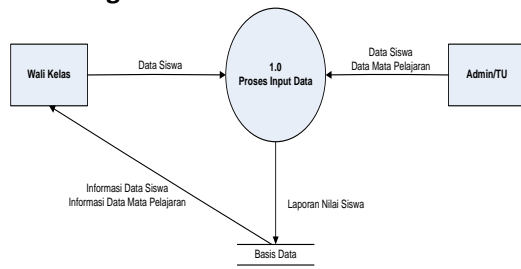 Wali Kelas
Data Siswa
1.0
Proses Input Data
Data Siswa
Data Mata Pelajaran
Admin/TU
Informasi Data Siswa
Informasi Data Mata Pelajaran
Laporan Nilai Siswa
Basis Data